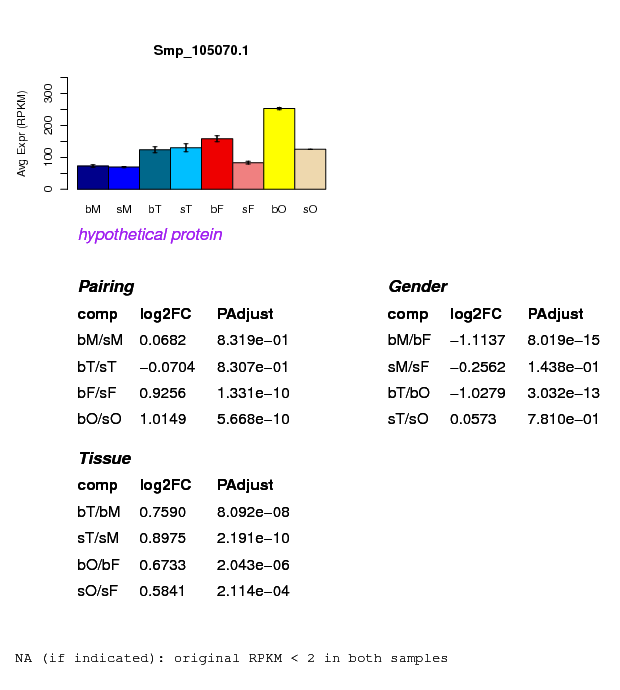 Smp_105070.1
Avg Expr (RPKM)
0 100 200 300
bM sM bT sT bF sF bO sO
hypothetical protein
Pairing
comp log2FC PAdjust
bM/sM 0.0682 8.319e−01
bT/sT −0.0704 8.307e−01
bF/sF 0.9256 1.331e−10
bO/sO 1.0149 5.668e−10
Gender
comp log2FC PAdjust
bM/bF −1.1137 8.019e−15
sM/sF −0.2562 1.438e−01
bT/bO −1.0279 3.032e−13
sT/sO 0.0573 7.810e−01
Tissue
comp log2FC PAdjust
bT/bM 0.7590 8.092e−08
sT/sM 0.8975 2.191e−10
bO/bF 0.6733 2.043e−06
sO/sF 0.5841 2.114e−04
NA (if indicated): original RPKM < 2 in both samples